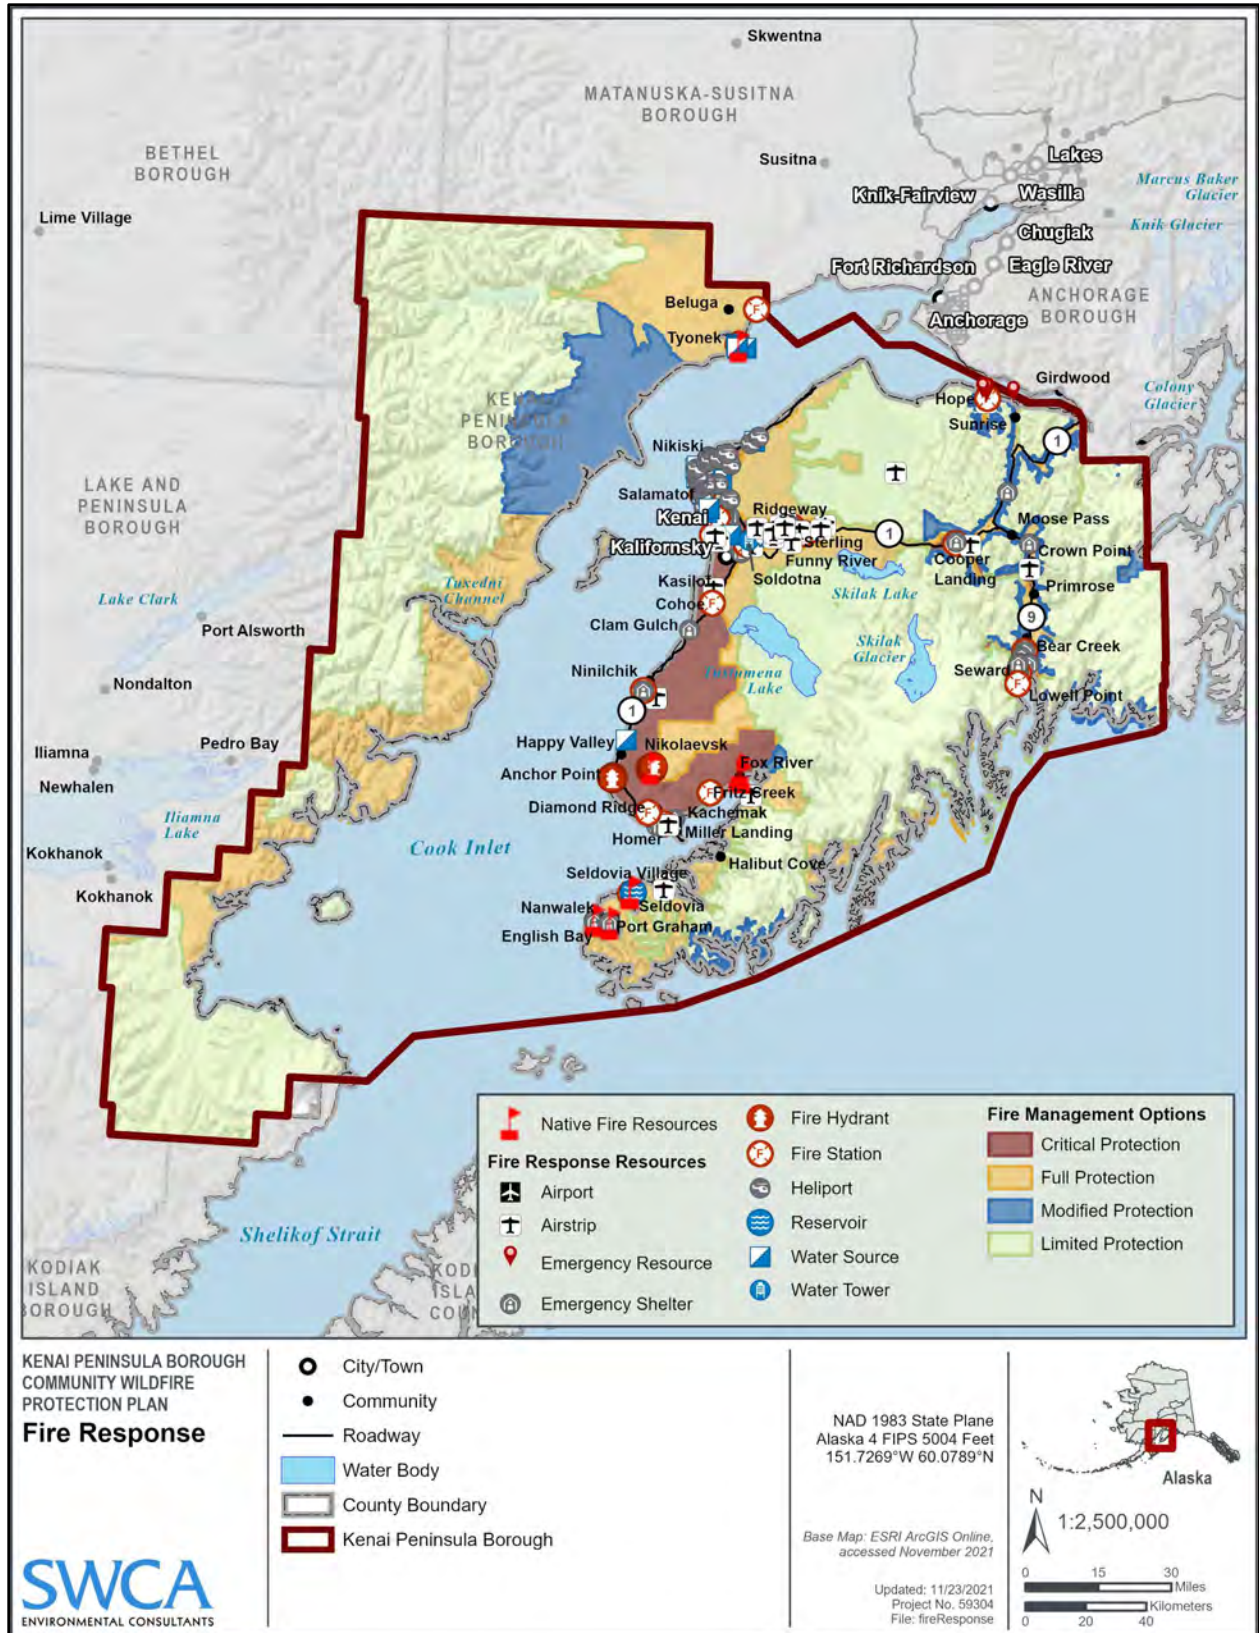 Skwentna
MATANUSKA-SUSITNA
BOROUGH
BETHEL
BOROUGH
Susitna
Lakes
Knik-Fairview
Wasilla
Marcus Baker
Glacier
Lime Village
Chugiak
Knik Glacier
Fort Richardson
Eagle River
ANCHORAGE
BOROUGH
Beluga
Anchorage
Tyonek
Girdwood
Colony
Glacier
Hope
Sunrise
KENAI
PENINSULA
BOROUGH
1
Nikiski
LAKE AND
PENINSULA
BOROUGH
Salamatof
Ridgeway
Kenai
Moose Pass
Kalifornsky
Sterling
1
Crown Point
Funny River
Cooper
Landing
Soldotna
Tuxedni
Channel
Kasilof
Primrose
Lake Clark
Skilak Lake
Cohoe
Port Alsworth
Clam Gulch
9
Skilak
Glacier
Bear Creek
Ninilchik
Tustumena
Lake
Seward
Nondalton
Lowell Point
1
Iliamna
Pedro Bay
Happy Valley
Nikolaevsk
Newhalen
Anchor Point
Fox River
Fritz Creek
Diamond Ridge
Kachemak
Iliamna
Lake
Homer
Miller Landing
Cook Inlet
Kokhanok
Halibut Cove
Seldovia Village
Kokhanok
Nanwalek
Seldovia
English Bay
Port Graham
Shelikof Strait
KODIAK
ISLAND
BOROUGH
Native Fire Resources
Fire Response Resources
Airport
Airstrip
Emergency Resource
Emergency Shelter
Fire Hydrant
Fire Station
Heliport
Reservoir
Water Source
Water Tower
Fire Management Options
Critical Protection
Full Protection
Modified Protection
Limited Protection
KENAI PENINSULA BOROUGH
COMMUNITY WILDFIRE
PROTECTION PLAN
Fire Response
SWCA
ENVIRONMENTAL CONSULTANTS
City/Town
Community
Roadway
Water Body
County Boundary
Kenai Peninsula Borough
NAD 1983 State Plane
Alaska 4 FIPS 5004 Feet
151.7269°W 60.0789°N
Base Map: ESRI ArcGIS Online,
accessed November 2021
Updated: 11/23/2021
Project No. 59304
File: fireResponse
Alaska
N
1:2,500,000
0 15 30
Miles
Kilometers
0 20 40